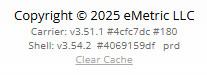 Copyright © 2025 eMetric LLC
Carrier: v3.51.1 #4cfc7dc #180
Shell: v3.54.2 #4069159df prd
Clear Cache